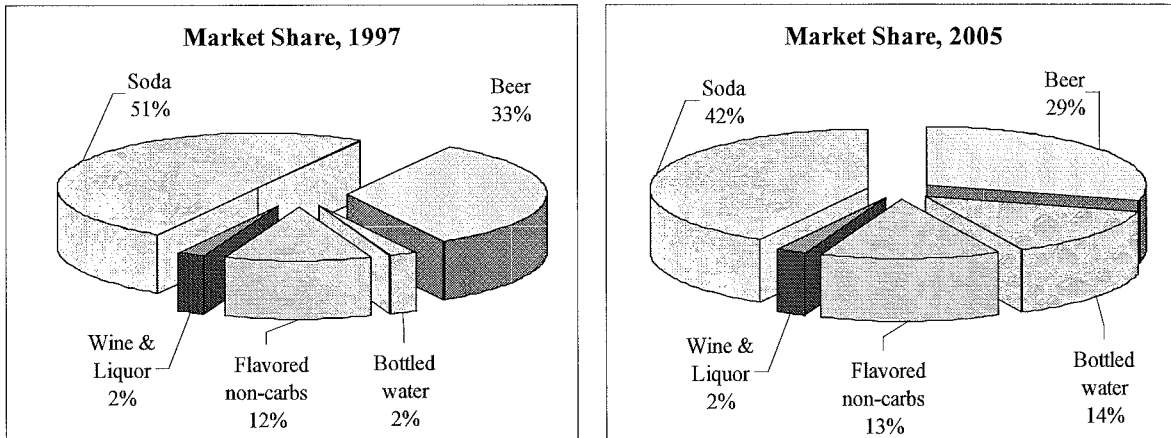 Market Share, 1997
Soda
51%
Beer
33%
Wine &
Liquor
2%
Flavored
non-carbs
12%
Bottled
water
2%
Market Share, 2005
Soda
42%
Beer
29%
Wine &
Liquor
2%
Flavored
non-carbs
13%
Bottled
water
14%